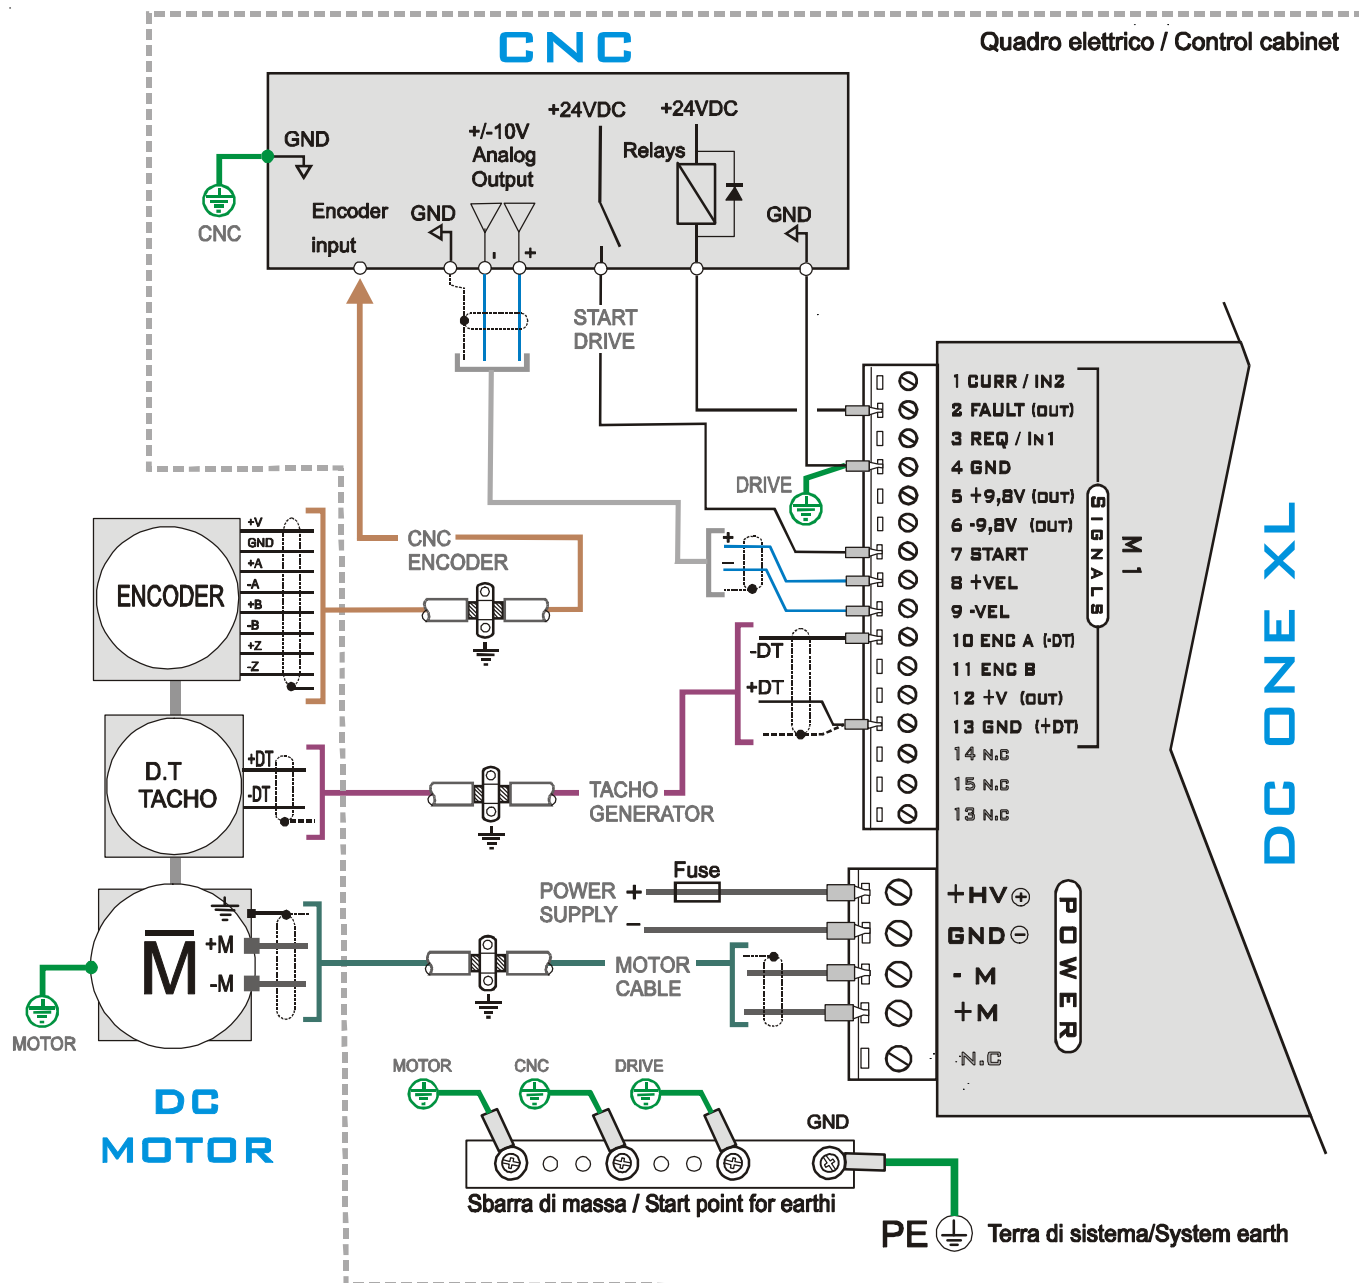 CNC
Quadro elettrico / Control cabinet
GND
+/-10V
Analog
Output
+24VDC
+24VDC
Relays
Encoder
input
GND
GND
- +
CNC
START
DRIVE
1 CURR / IN2
2 FAULT (OUT)
3 REQ / IN1
4 GND
5 +9,8V (OUT)
6 -9,8V (OUT)
7 START
8 +VEL
9 -VEL
10 ENC A (-DT)
11 ENC B
12 +V (OUT)
13 GND (+DT)
14 N.C
15 N.C
13 N.C
SIGNALS
M 1
DC ONE XL
DRIVE
+
−
ENCODER
+V
GND
+A
-A
+B
-B
+Z
-Z
CNC
ENCODER
-DT
+DT
D.T
TACHO
+DT
-DT
TACHO
GENERATOR
Fuse
POWER +
SUPPLY −
+HV +
GND −
- M
+M
N.C
POWER
M
+M
-M
MOTOR
MOTOR
CABLE
DC
MOTOR
MOTOR
CNC
DRIVE
GND
Sbarra di massa / Start point for earthi
PE
Terra di sistema/System earth